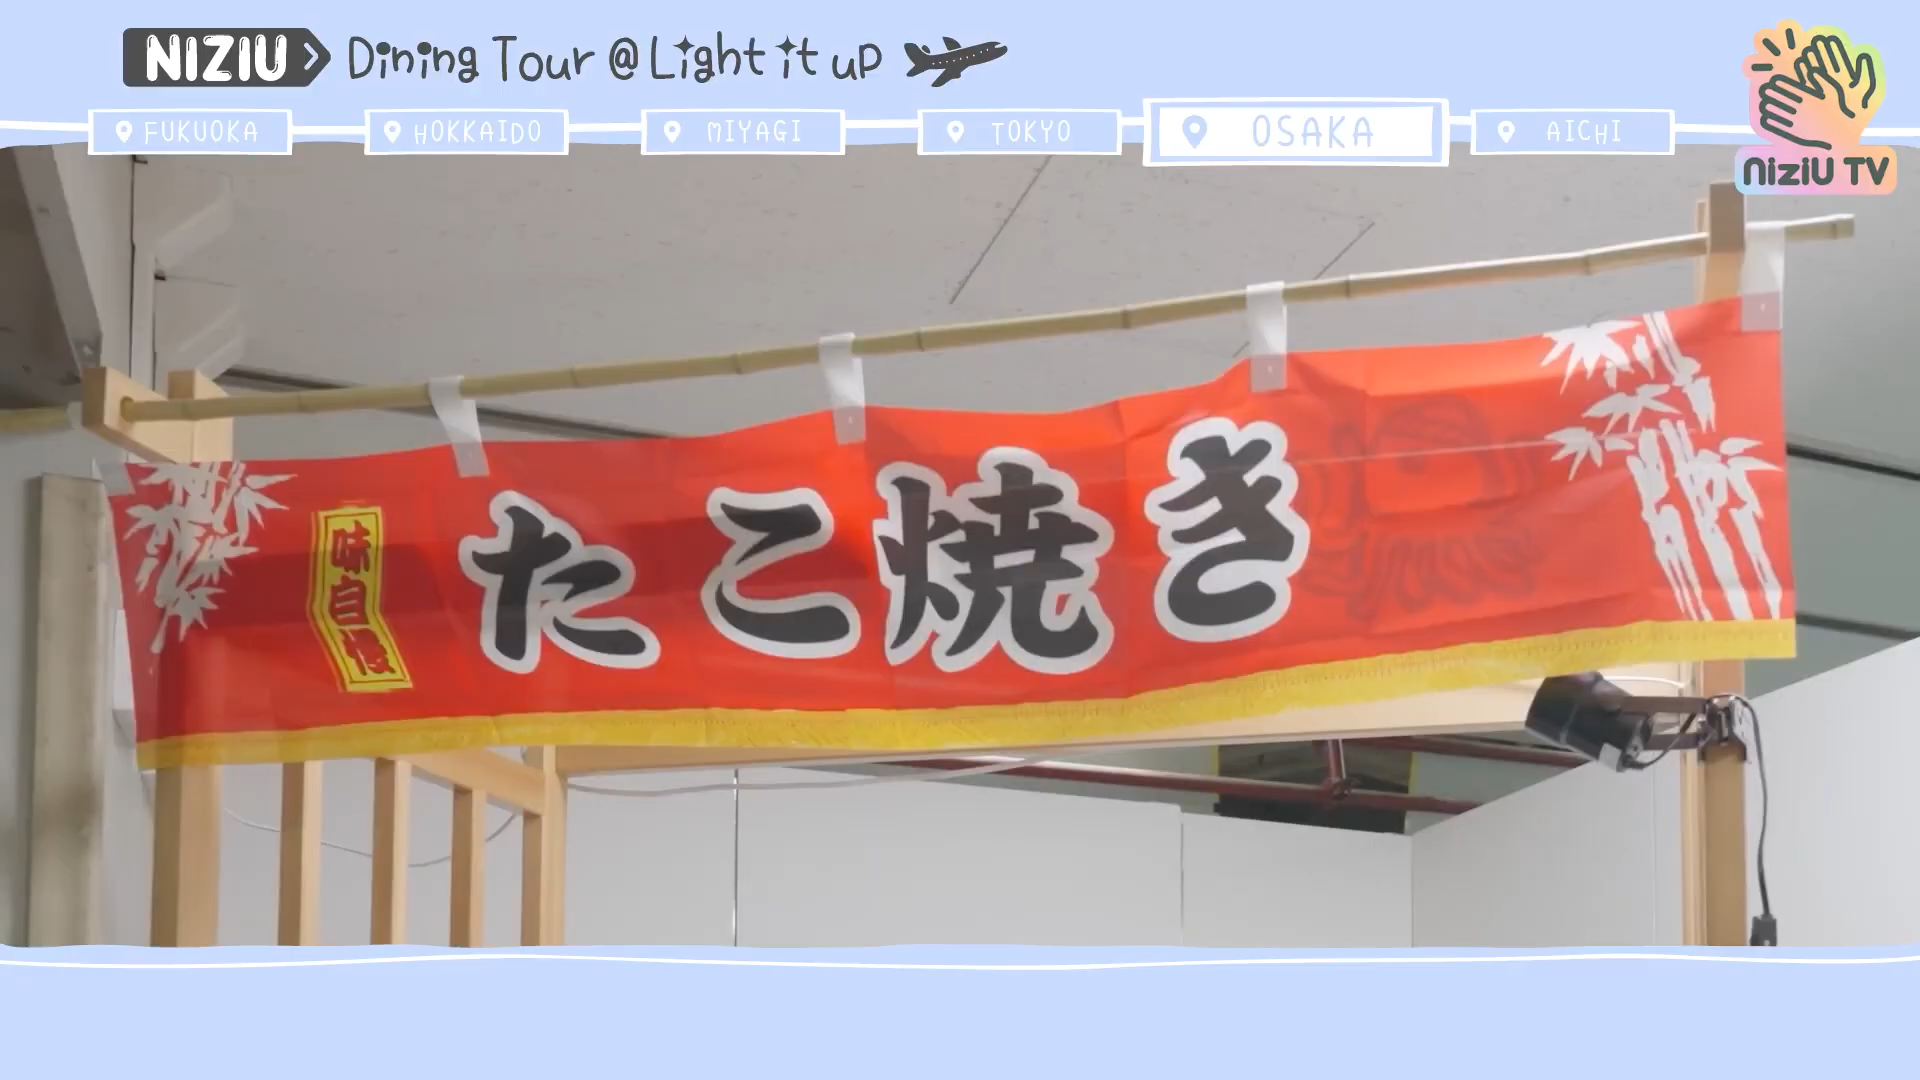 NIZIU Dining Tour @ Light it up
FUKUOKA
HOKKAIDO
MIYAGI
TOKYO
OSAKA
AICHI
NiziU TV
味自慢
たこ焼き